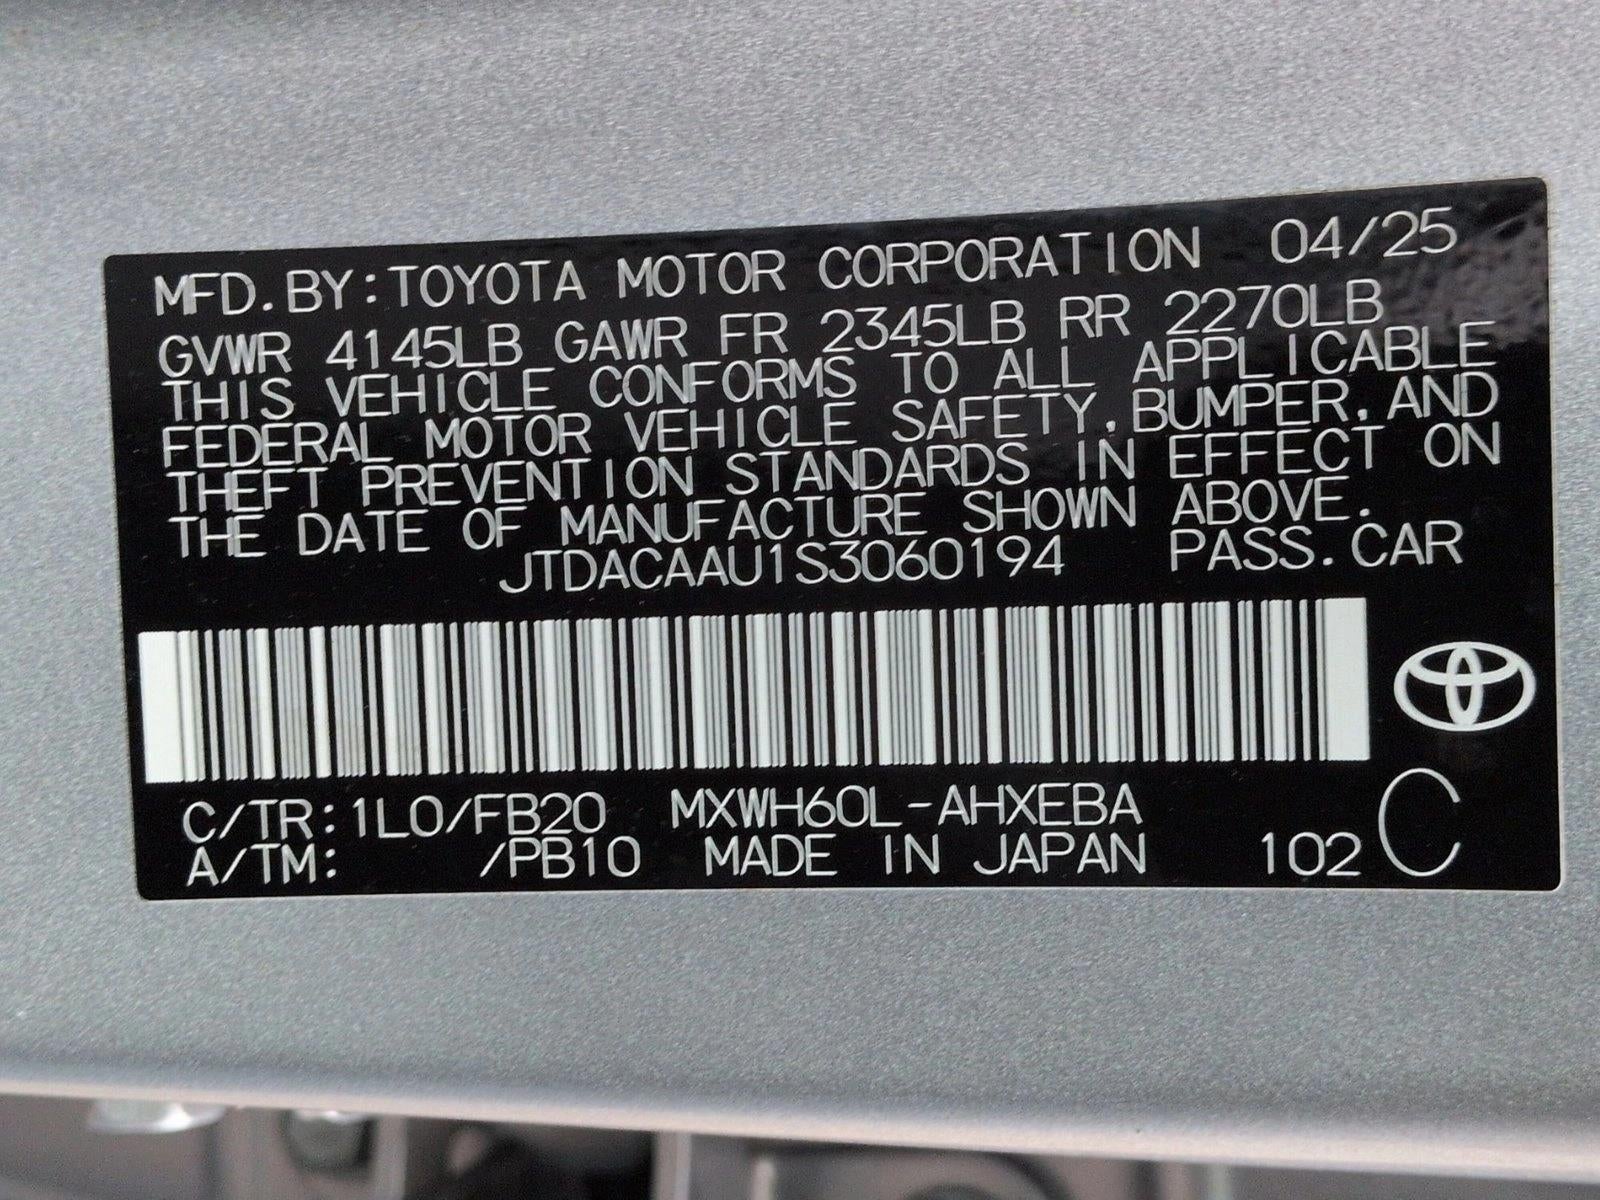 MFD. BY: TOYOTA MOTOR CORPORATION 04/25
GVWR 4145LB GAWR FR 2345LB RR 2270LB
THIS VEHICLE CONFORMS TO ALL APPLICABLE
FEDERAL MOTOR VEHICLE SAFETY, BUMPER, AND
THEFT PREVENTION STANDARDS IN EFFECT ON
THE DATE OF MANUFACTURE SHOWN ABOVE.
JTDACAAU1S3060194 PASS. CAR
C/TR: 1L0/FB20 MXWH60L-AHXEBA
A/TM: /PB10 MADE IN JAPAN 102 C